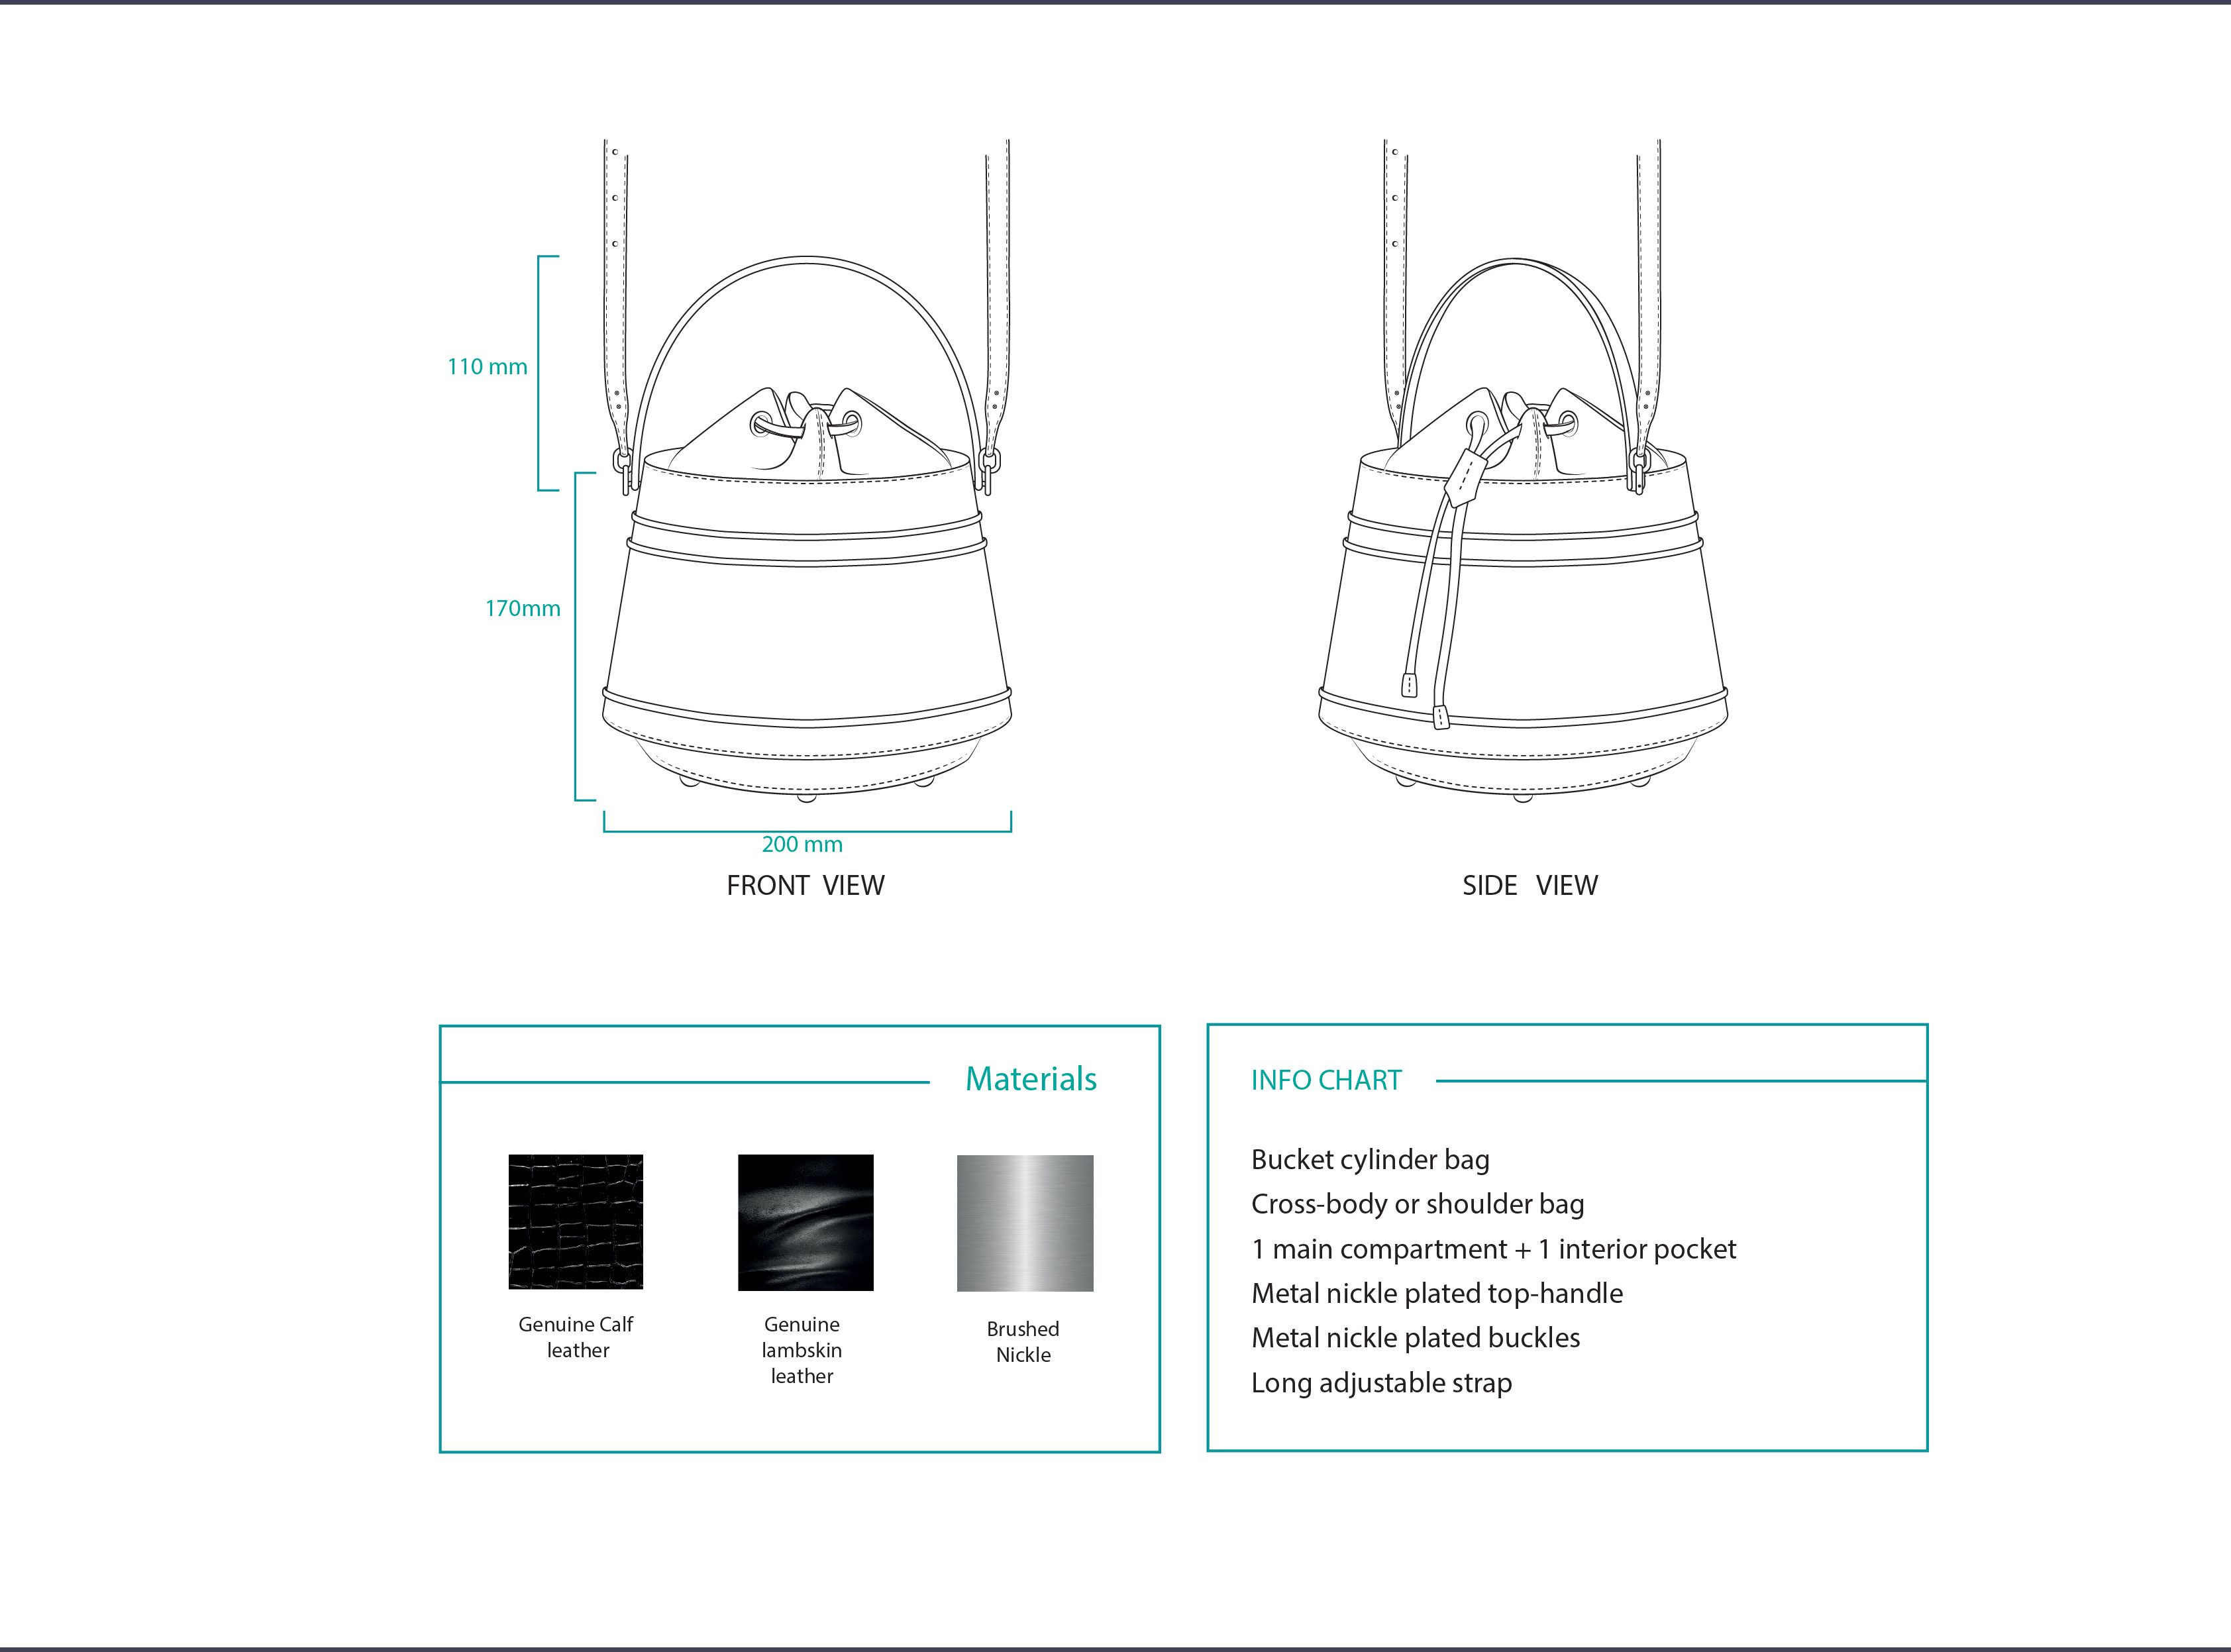 110 mm
170mm
200 mm
FRONT VIEW
SIDE VIEW
Materials
Genuine Calf
leather
Genuine
lambskin
leather
Brushed
Nickle
INFO CHART
Bucket cylinder bag
Cross-body or shoulder bag
1 main compartment + 1 interior pocket
Metal nickle plated top-handle
Metal nickle plated buckles
Long adjustable strap